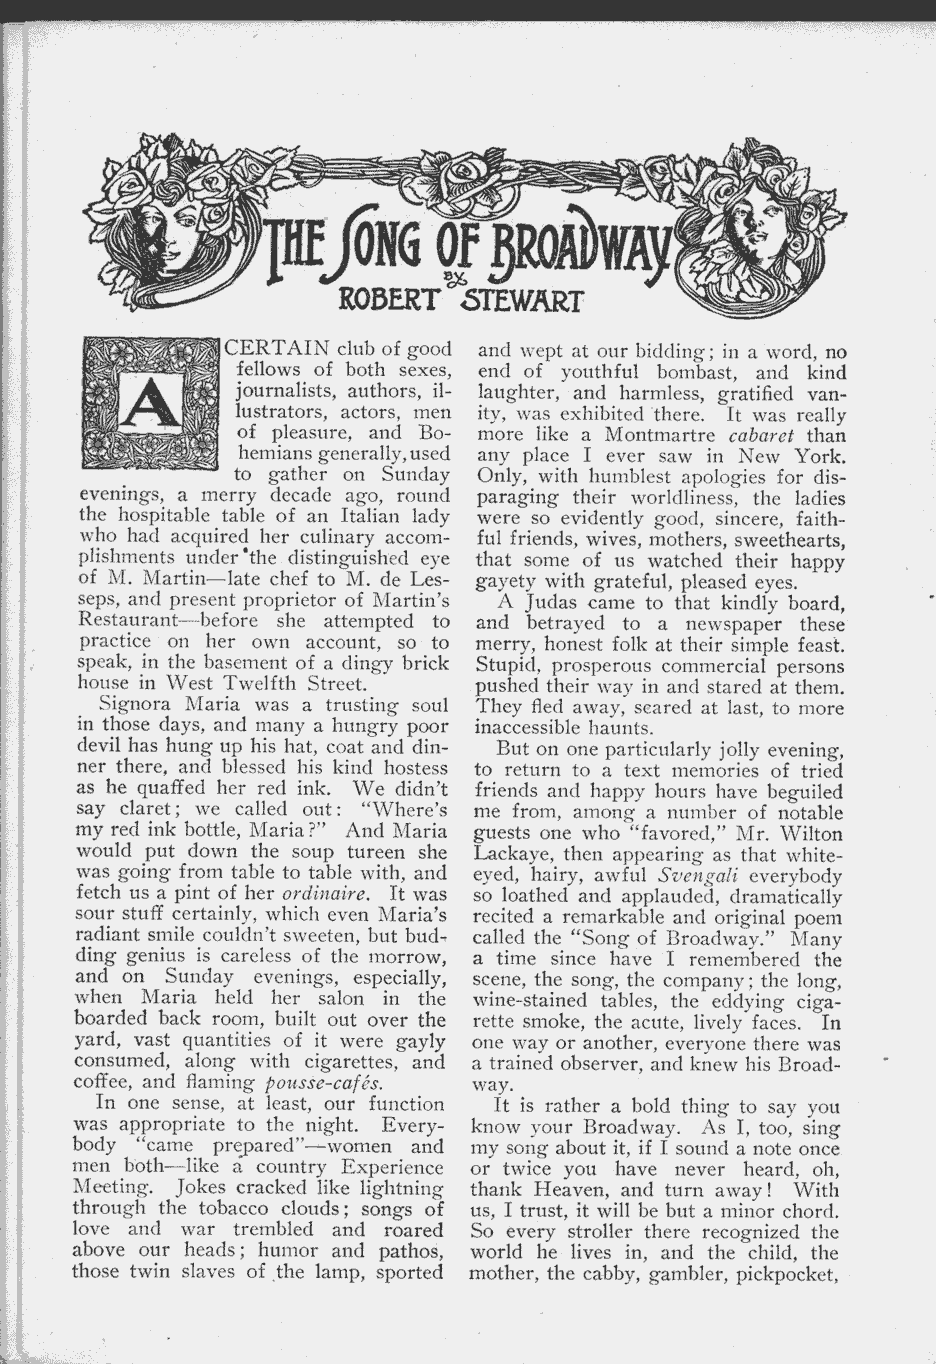 THE SONG OF BROADWAY
BY
ROBERT STEWART
A CERTAIN club of good
fellows of both sexes,
journalists, authors, il-
lustrators, actors, men
of pleasure, and Bo-
hemians generally, used
to gather on Sunday
evenings, a merry decade ago, round
the hospitable table of an Italian lady
who had acquired her culinary accom-
plishments under the distinguished eye
of M. Martin—late chef to M. de Les-
seps, and present proprietor of Martin's
Restaurant—before she attempted to
practice on her own account, so to
speak, in the basement of a dingy brick
house in West Twelfth Street.
Signora Maria was a trusting soul
in those days, and many a hungry poor
devil has hung up his hat, coat and din-
ner there, and blessed his kind hostess
as he quaffed her red ink. We didn't
say claret; we called out: "Where's
my red ink bottle, Maria?" And Maria
would put down the soup tureen she
was going from table to table with, and
fetch us a pint of her ordinaire. It was
sour stuff certainly, which even Maria's
radiant smile couldn't sweeten, but bud-
ding genius is careless of the morrow,
and on Sunday evenings, especially,
when Maria held her salon in the
boarded back room, built out over the
yard, vast quantities of it were gayly
consumed, along with cigarettes, and
coffee, and flaming pousse-cafés.
In one sense, at least, our function
was appropriate to the night. Every-
body "came prepared"—women and
men both—like a country Experience
Meeting. Jokes cracked like lightning
through the tobacco clouds; songs of
love and war trembled and roared
above our heads; humor and pathos,
those twin slaves of the lamp, sported
and wept at our bidding; in a word, no
end of youthful bombast, and kind
laughter, and harmless, gratified van-
ity, was exhibited there. It was really
more like a Montmartre cabaret than
any place I ever saw in New York.
Only, with humblest apologies for dis-
paraging their worldliness, the ladies
were so evidently good, sincere, faith-
ful friends, wives, mothers, sweethearts,
that some of us watched their happy
gayety with grateful, pleased eyes.
A Judas came to that kindly board,
and betrayed to a newspaper these
merry, honest folk at their simple feast.
Stupid, prosperous commercial persons
pushed their way in and stared at them.
They fled away, scared at last, to more
inaccessible haunts.
But on one particularly jolly evening,
to return to a text memories of tried
friends and happy hours have beguiled
me from, among a number of notable
guests one who "favored," Mr. Wilton
Lackaye, then appearing as that white-
eyed, hairy, awful Svengali everybody
so loathed and applauded, dramatically
recited a remarkable and original poem
called the "Song of Broadway." Many
a time since have I remembered the
scene, the song, the company; the long,
wine-stained tables, the eddying ciga-
rette smoke, the acute, lively faces. In
one way or another, everyone there was
a trained observer, and knew his Broad-
way.
It is rather a bold thing to say you
know your Broadway. As I, too, sing
my song about it, if I sound a note once
or twice you have never heard, oh,
thank Heaven, and turn away! With
us, I trust, it will be but a minor chord.
So every stroller there recognized the
world he lives in, and the child, the
mother, the cabby, gambler, pickpocket,